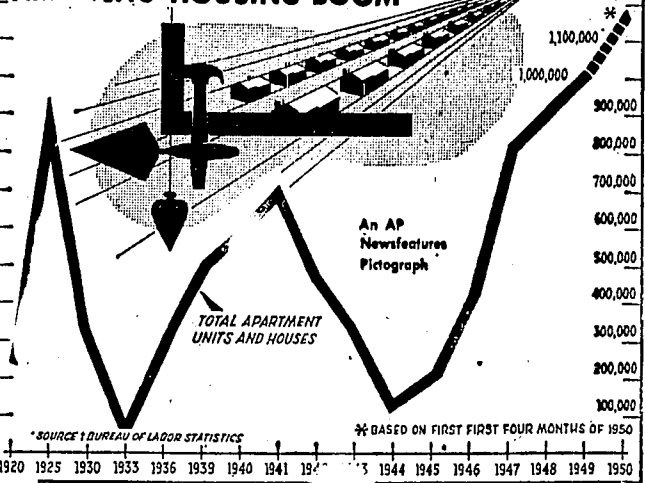 HOUSING BOOM
1,100,000
1,000,000
900,000
800,000
700,000
600,000
500,000
400,000
300,000
200,000
100,000
An AP
Newsfeatures
Pictograph
TOTAL APARTMENT
UNITS AND HOUSES
* SOURCE: BUREAU OF LABOR STATISTICS
* BASED ON FIRST FIRST FOUR MONTHS OF 1950
1920 1925 1930 1933 1936 1939 1940 1941 1944 1945 1946 1947 1948 1949 1950